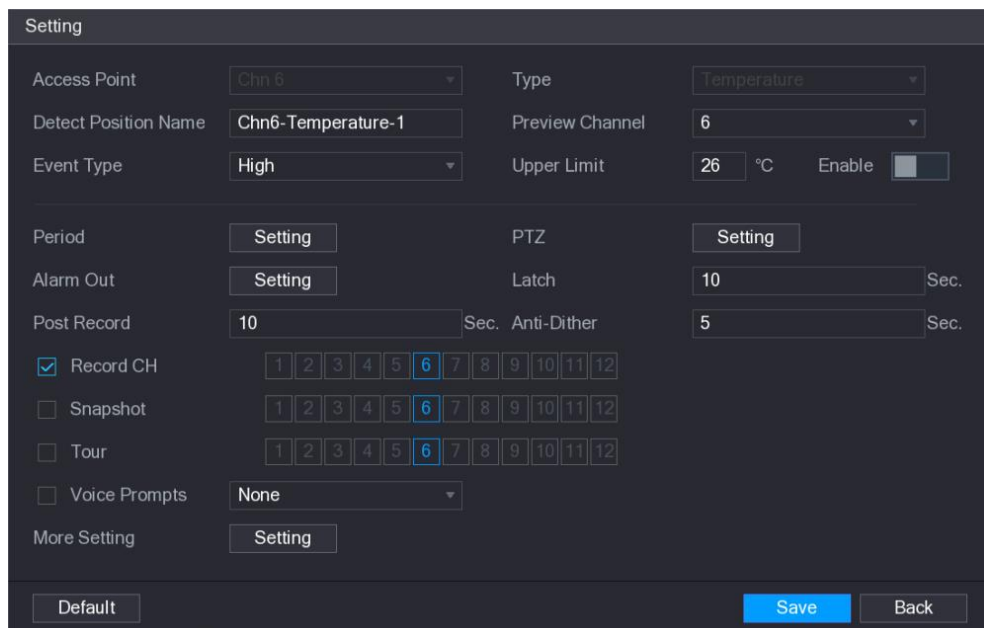 Setting
Access Point Chn 6 Type Temperature
Detect Position Name Chn6-Temperature-1 Preview Channel 6
Event Type High Upper Limit 26 °C Enable
Period Setting PTZ Setting
Alarm Out Setting Latch 10 Sec.
Post Record 10 Sec. Anti-Dither 5 Sec.
Record CH 1 2 3 4 5 6 7 8 9 10 11 12
Snapshot 1 2 3 4 5 6 7 8 9 10 11 12
Tour 1 2 3 4 5 6 7 8 9 10 11 12
Voice Prompts None
More Setting Setting
Default Save Back